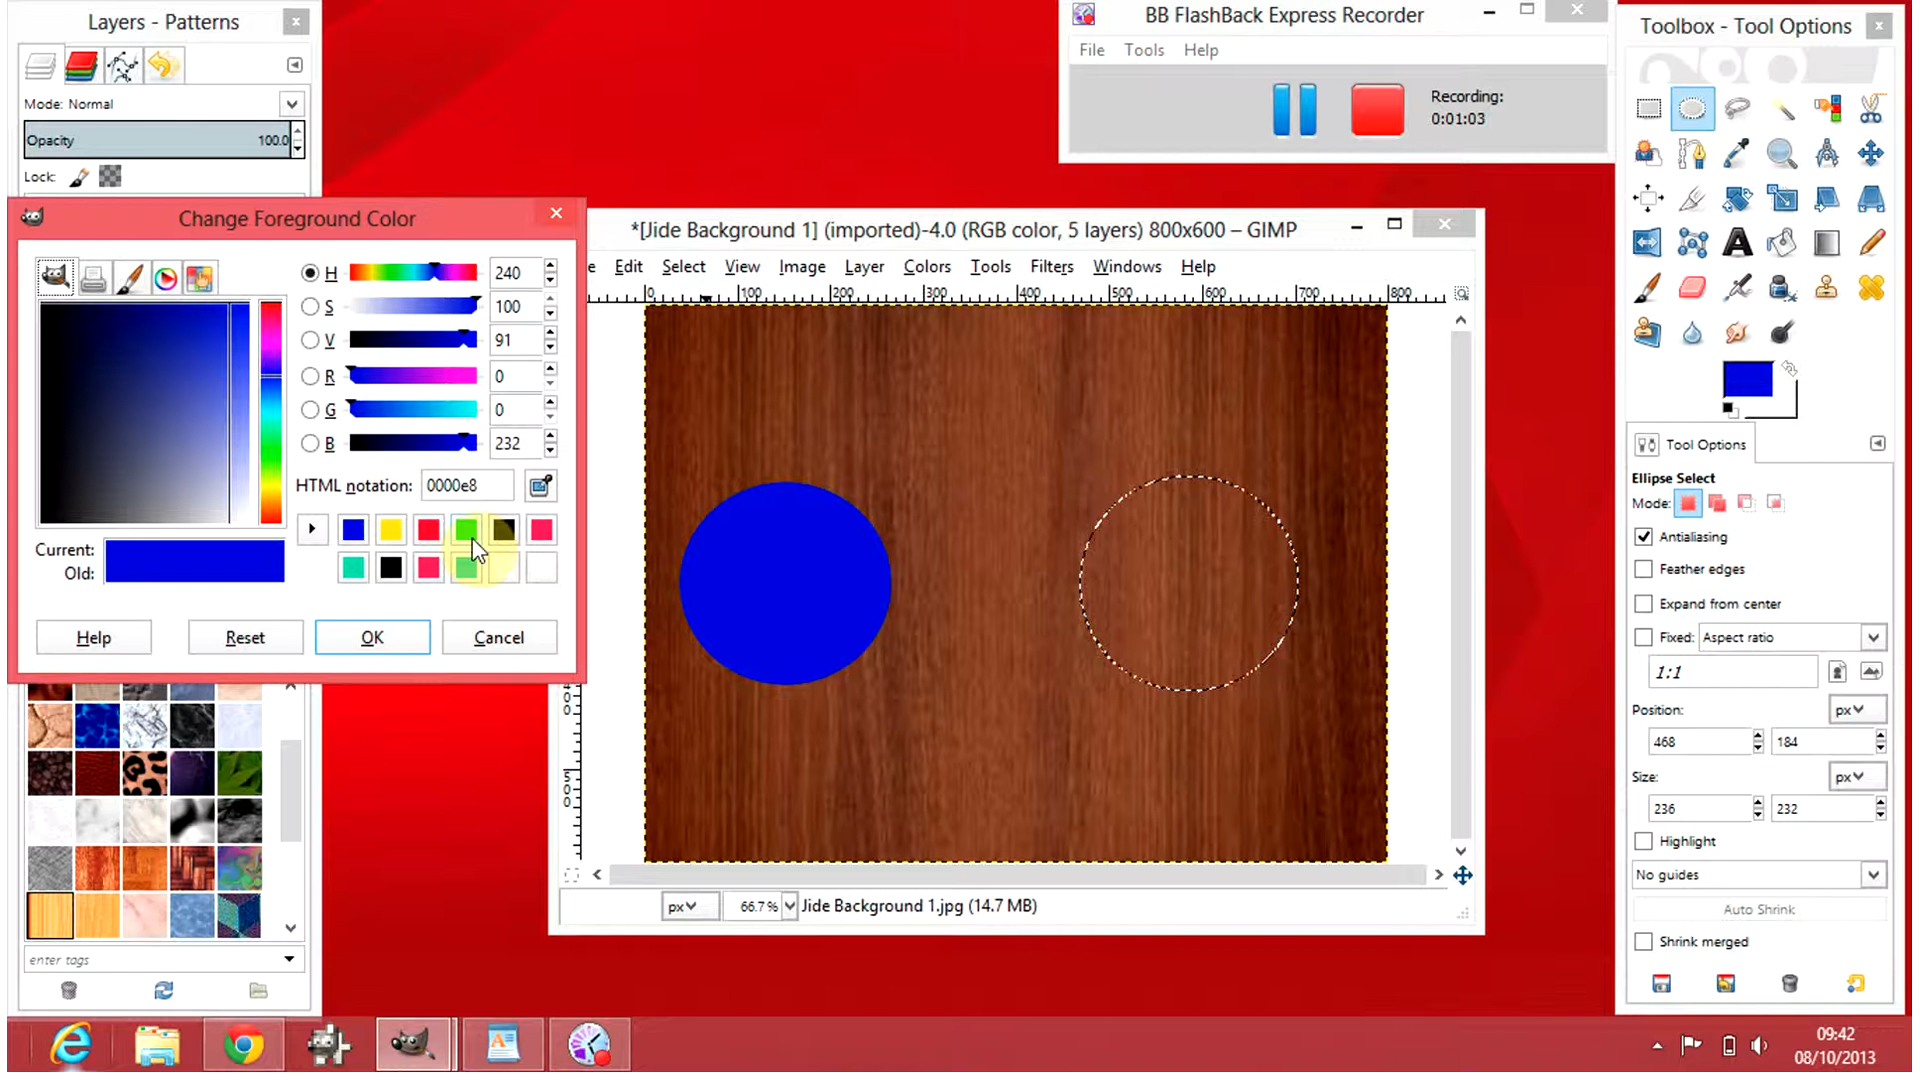 Layers - Patterns
Mode: Normal
Opacity 100.0
Lock:
BB FlashBack Express Recorder
File Tools Help
Recording:
0:01:03
Toolbox - Tool Options
Change Foreground Color
H 240
S 100
V 91
R 0
G 0
B 232
HTML notation: 0000e8
Current:
Old:
Help Reset OK Cancel
*[Jide Background 1] (imported)-4.0 (RGB color, 5 layers) 800x600 – GIMP
e Edit Select View Image Layer Colors Tools Filters Windows Help
0 100 200 300 400 500 600 700 800
400
500
px 66.7% Jide Background 1.jpg (14.7 MB)
enter tags
Tool Options
Ellipse Select
Mode:
Antialiasing
Feather edges
Expand from center
Fixed: Aspect ratio
1:1
Position: px
468 184
Size: px
236 232
Highlight
No guides
Auto Shrink
Shrink merged
09:42
08/10/2013